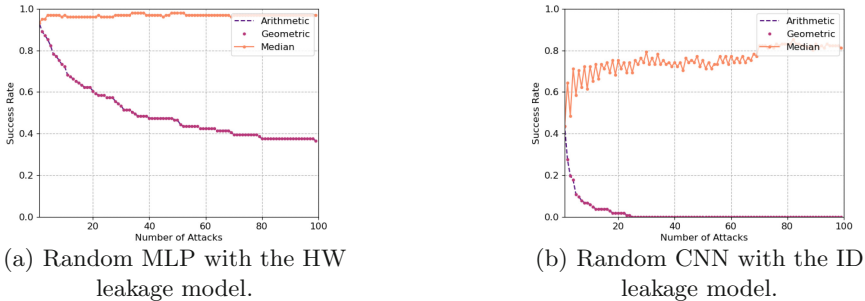 1.0
0.8
0.6
0.4
0.2
0.0
Success Rate
20 40 60 80 100
Number of Attacks
Arithmetic
Geometric
Median
(a) Random MLP with the HW
leakage model.
1.0
0.8
0.6
0.4
0.2
0.0
Success Rate
20 40 60 80 100
Number of Attacks
Arithmetic
Geometric
Median
(b) Random CNN with the ID
leakage model.